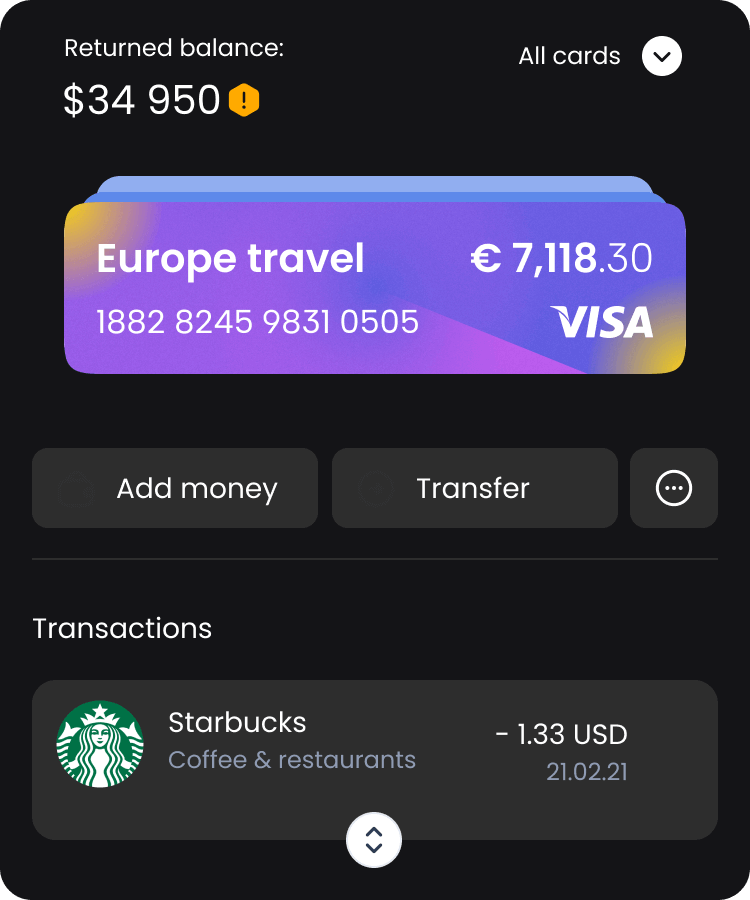 Returned balance:
All cards
$34 950
Europe travel
€ 7,118.30
1882 8245 9831 0505
VISA
Add money
Transfer
Transactions
Starbucks
- 1.33 USD
Coffee & restaurants
21.02.21